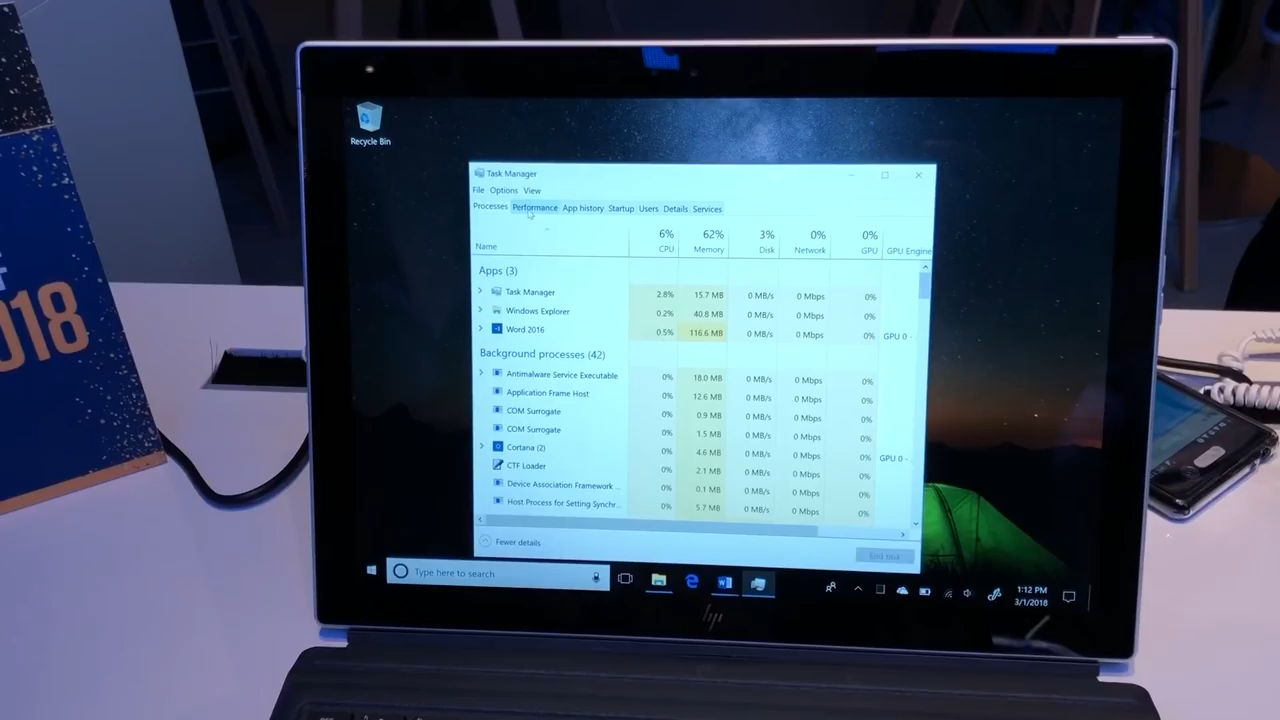 Recycle Bin
Task Manager
File Options View
Processes Performance App history Startup Users Details Services
6% 62% 3% 0% 0%
Name CPU Memory Disk Network GPU GPU Engine
Apps (3)
Task Manager 2.8% 15.7 MB 0 MB/s 0 Mbps 0%
Windows Explorer 0.2% 40.8 MB 0 MB/s 0 Mbps 0%
Word 2016 0.5% 116.6 MB 0 MB/s 0 Mbps 0% GPU 0 -
Background processes (42)
Antimalware Service Executable 0% 18.0 MB 0 MB/s 0 Mbps 0%
Application Frame Host 0% 12.6 MB 0 MB/s 0 Mbps 0%
COM Surrogate 0% 0.9 MB 0 MB/s 0 Mbps 0%
COM Surrogate 0% 1.5 MB 0 MB/s 0 Mbps 0%
Cortana (2) 0% 4.6 MB 0 MB/s 0 Mbps 0% GPU 0 -
CTF Loader 0% 2.1 MB 0 MB/s 0 Mbps 0%
Device Association Framework ... 0% 0.1 MB 0 MB/s 0 Mbps 0%
Host Process for Setting Synchr... 0% 5.7 MB 0 MB/s 0 Mbps 0%
Fewer details
End task
Type here to search
1:12 PM
3/1/2018
hp
018